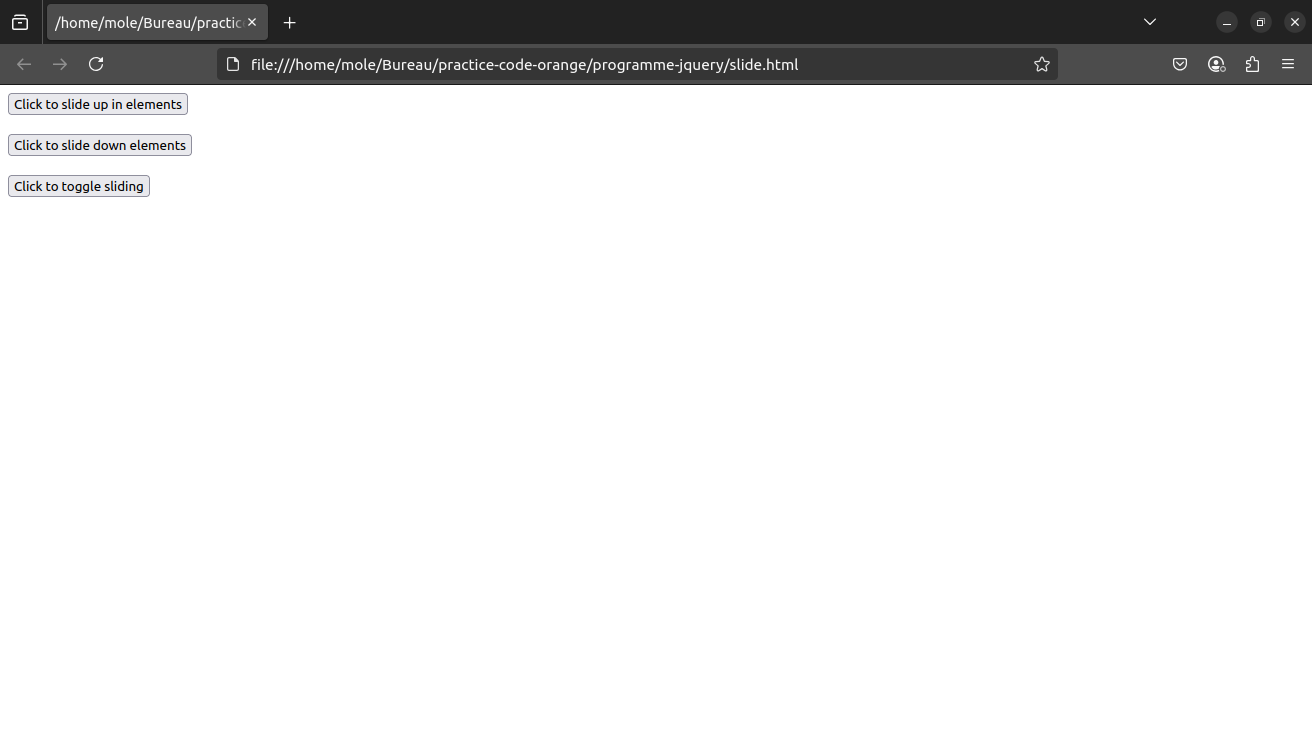 /home/mole/Bureau/practic
file:///home/mole/Bureau/practice-code-orange/programme-jquery/slide.html
Click to slide up in elements
Click to slide down elements
Click to toggle sliding